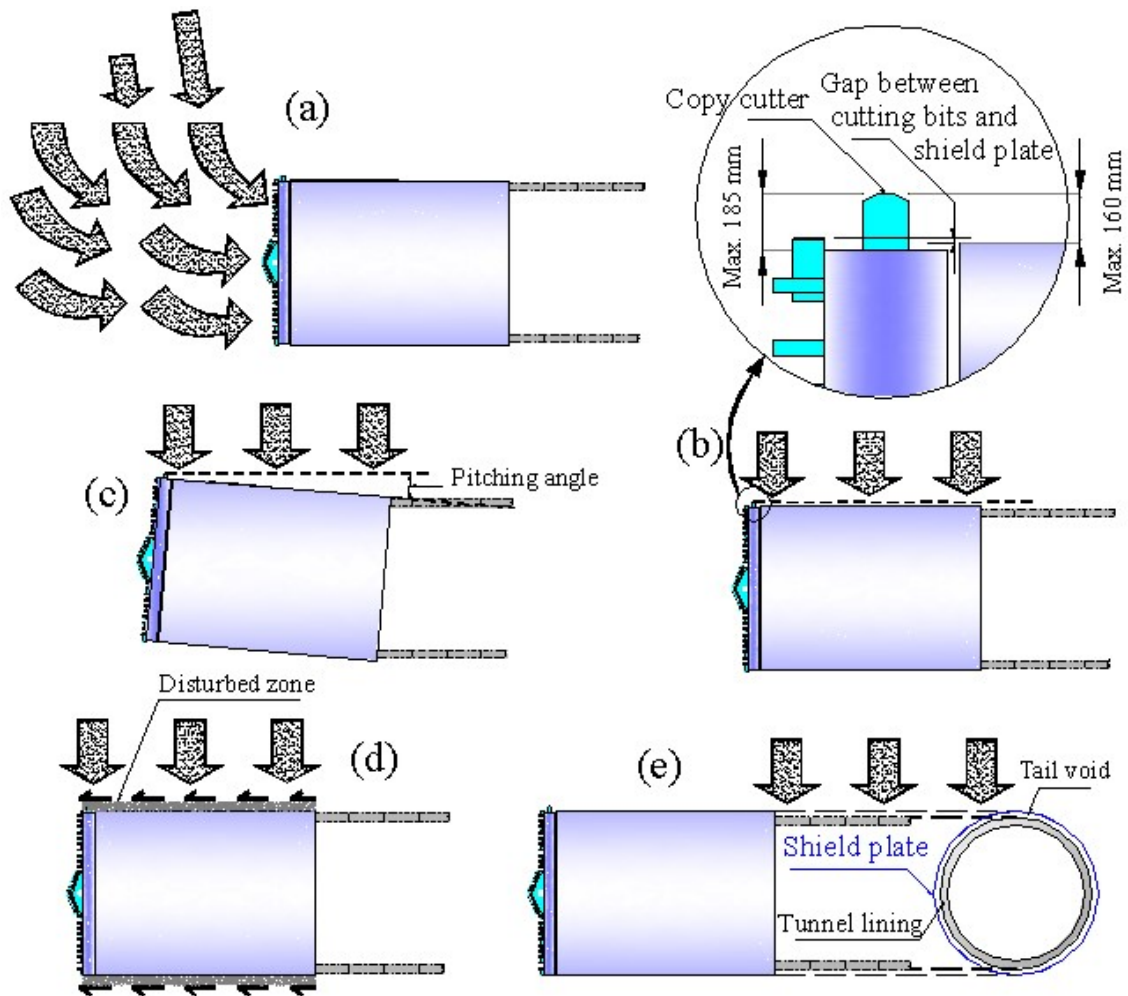 (a)
Copy cutter
Gap between
cutting bits and
shield plate
Max. 185 mm
Max. 160 mm
(b)
(c)
Pitching angle
Disturbed zone
(d)
(e)
Tail void
Shield plate
Tunnel lining